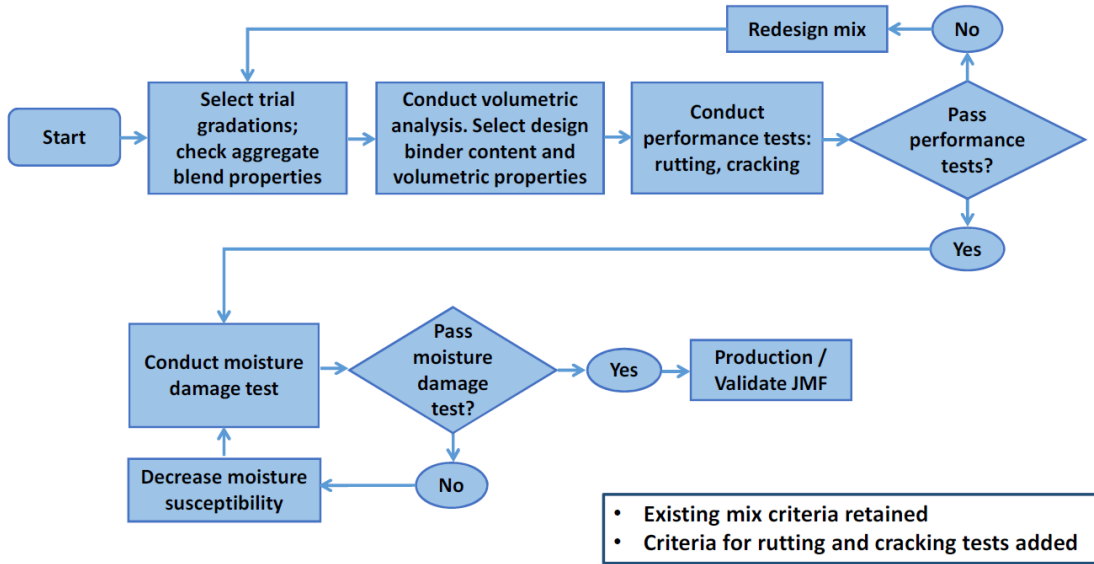 Redesign mix
No
Start
Select trial
gradations;
check aggregate
blend properties
Conduct volumetric
analysis. Select design
binder content and
volumetric properties
Conduct
performance tests:
rutting, cracking
Pass
performance
tests?
Yes
Conduct moisture
damage test
Pass
moisture
damage
test?
Yes
Production /
Validate JMF
Decrease moisture
susceptibility
No
• Existing mix criteria retained
• Criteria for rutting and cracking tests added